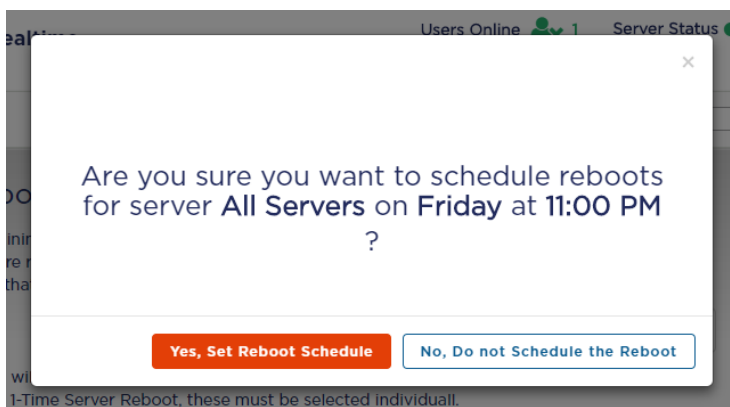 Users Online 1 Server Status
×
Are you sure you want to schedule reboots
for server All Servers on Friday at 11:00 PM
?
Yes, Set Reboot Schedule
No, Do not Schedule the Reboot
1-Time Server Reboot, these must be selected individuall.